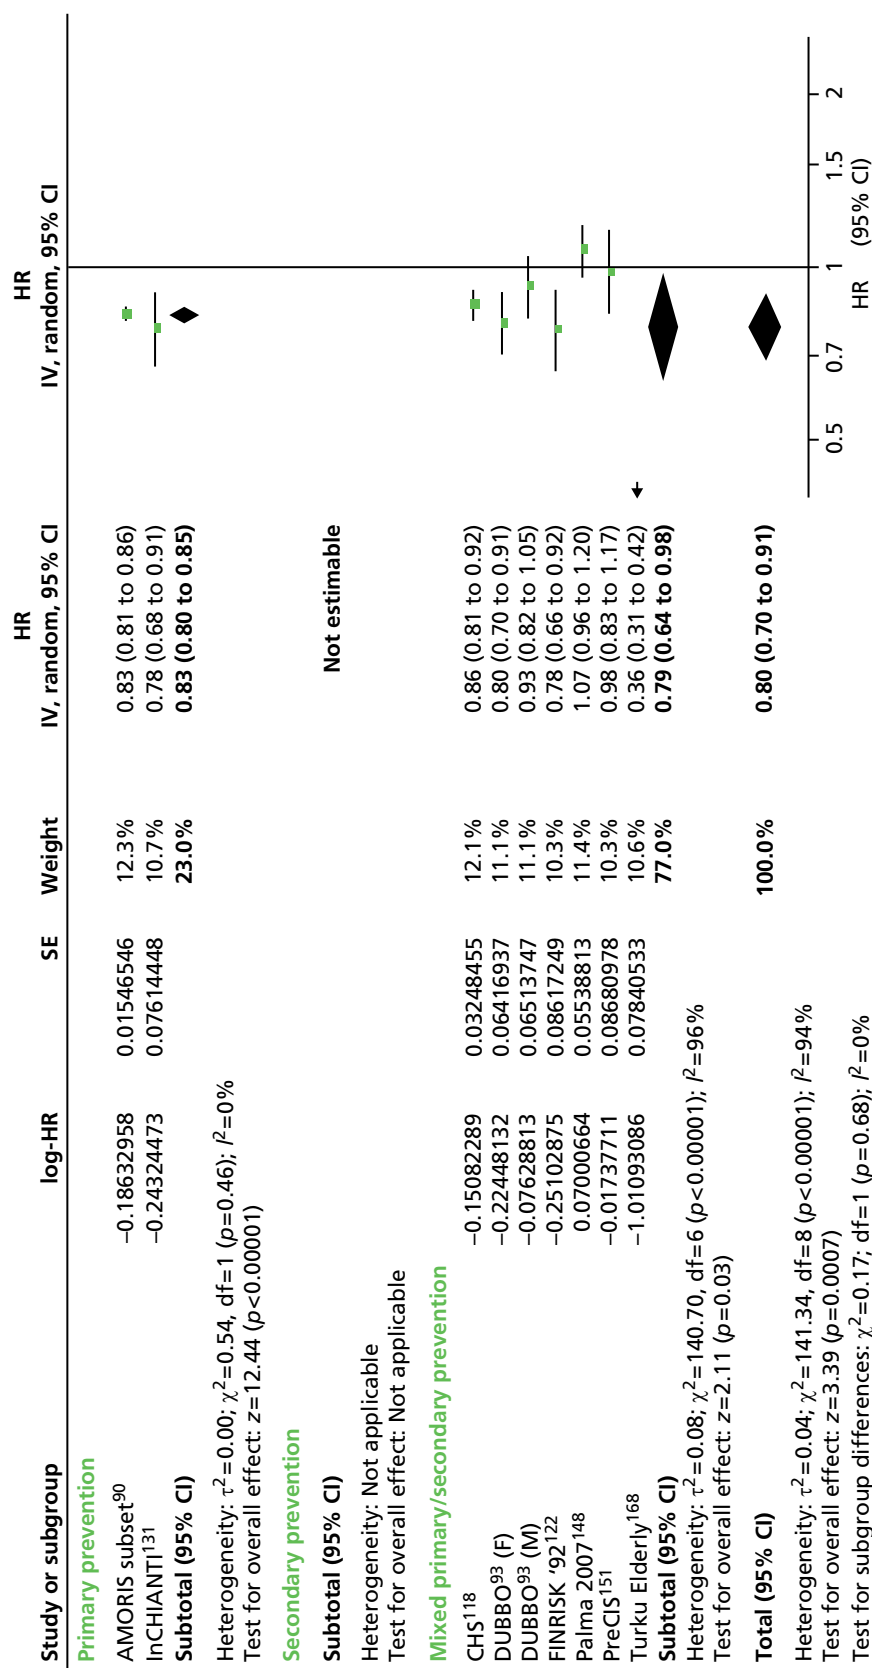 Study or subgroup log-HR SE Weight HR IV, random, 95% CI HR IV, random, 95% CI
Primary prevention
AMORIS subset90 −0.18632958 0.01546546 12.3% 0.83 (0.81 to 0.86)
InCHIANTI131 −0.24324473 0.07614448 10.7% 0.78 (0.68 to 0.91)
Subtotal (95% CI) 23.0% 0.83 (0.80 to 0.85)
Heterogeneity: τ2=0.00; χ2=0.54, df=1 (p=0.46); I2=0%
Test for overall effect: z=12.44 (p<0.00001)
Secondary prevention
Subtotal (95% CI) Not estimable
Heterogeneity: Not applicable
Test for overall effect: Not applicable
Mixed primary/secondary prevention
CHS118 −0.15082289 0.03248455 12.1% 0.86 (0.81 to 0.92)
DUBBO93 (F) −0.22448132 0.06416937 11.1% 0.80 (0.70 to 0.91)
DUBBO93 (M) −0.07628813 0.06513747 11.1% 0.93 (0.82 to 1.05)
FINRISK ‘92122 −0.25102875 0.08617249 10.3% 0.78 (0.66 to 0.92)
Palma 2007148 0.07000664 0.05538813 11.4% 1.07 (0.96 to 1.20)
PreCIS151 −0.01737711 0.08680978 10.3% 0.98 (0.83 to 1.17)
Turku Elderly168 −1.01093086 0.07840533 10.6% 0.36 (0.31 to 0.42)
Subtotal (95% CI) 77.0% 0.79 (0.64 to 0.98)
Heterogeneity: τ2=0.08; χ2=140.70, df=6 (p<0.00001); I2=96%
Test for overall effect: z=2.11 (p=0.03)
Total (95% CI) 100.0% 0.80 (0.70 to 0.91)
Heterogeneity: τ2=0.04; χ2=141.34, df=8 (p<0.00001); I2=94%
Test for overall effect: z=3.39 (p=0.0007)
Test for subgroup differences: χ2=0.17; df=1 (p=0.68); I2=0%
0.5 0.7 1 1.5 2
HR (95% CI)